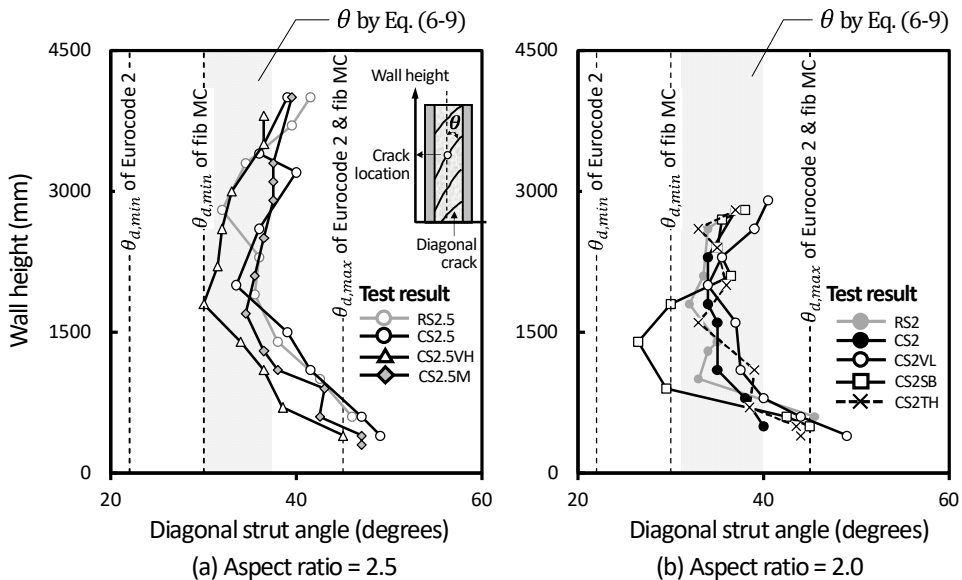 θ by Eq. (6-9)
4500
3000
1500
0
20
40
60
Wall height (mm)
Diagonal strut angle (degrees)
(a) Aspect ratio = 2.5
θd,min of Eurocode 2
θd,min of fib MC
θd,max of Eurocode 2 & fib MC
Wall height
θ
Crack
location
Diagonal
crack
Test result
RS2.5
CS2.5
CS2.5VH
CS2.5M
θ by Eq. (6-9)
4500
3000
1500
0
20
40
60
Diagonal strut angle (degrees)
(b) Aspect ratio = 2.0
θd,min of Eurocode 2
θd,min of fib MC
θd,max of Eurocode 2 & fib MC
Test result
RS2
CS2
CS2VL
CS2SB
CS2TH